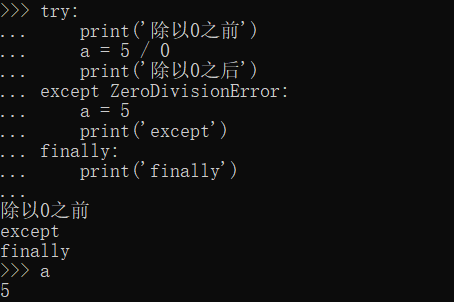 >>> try:
...     print('除以0之前')
...     a = 5 / 0
...     print('除以0之后')
... except ZeroDivisionError:
...     a = 5
...     print('except')
... finally:
...     print('finally')
...
除以0之前
except
finally
>>> a
5